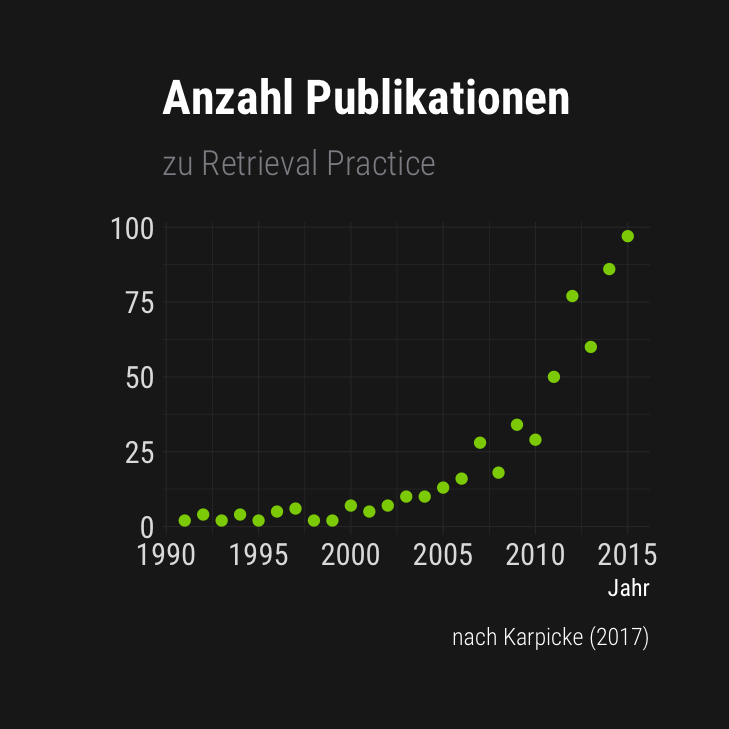 Anzahl Publikationen
zu Retrieval Practice
100
75
50
25
0
1990 1995 2000 2005 2010 2015
Jahr
nach Karpicke (2017)